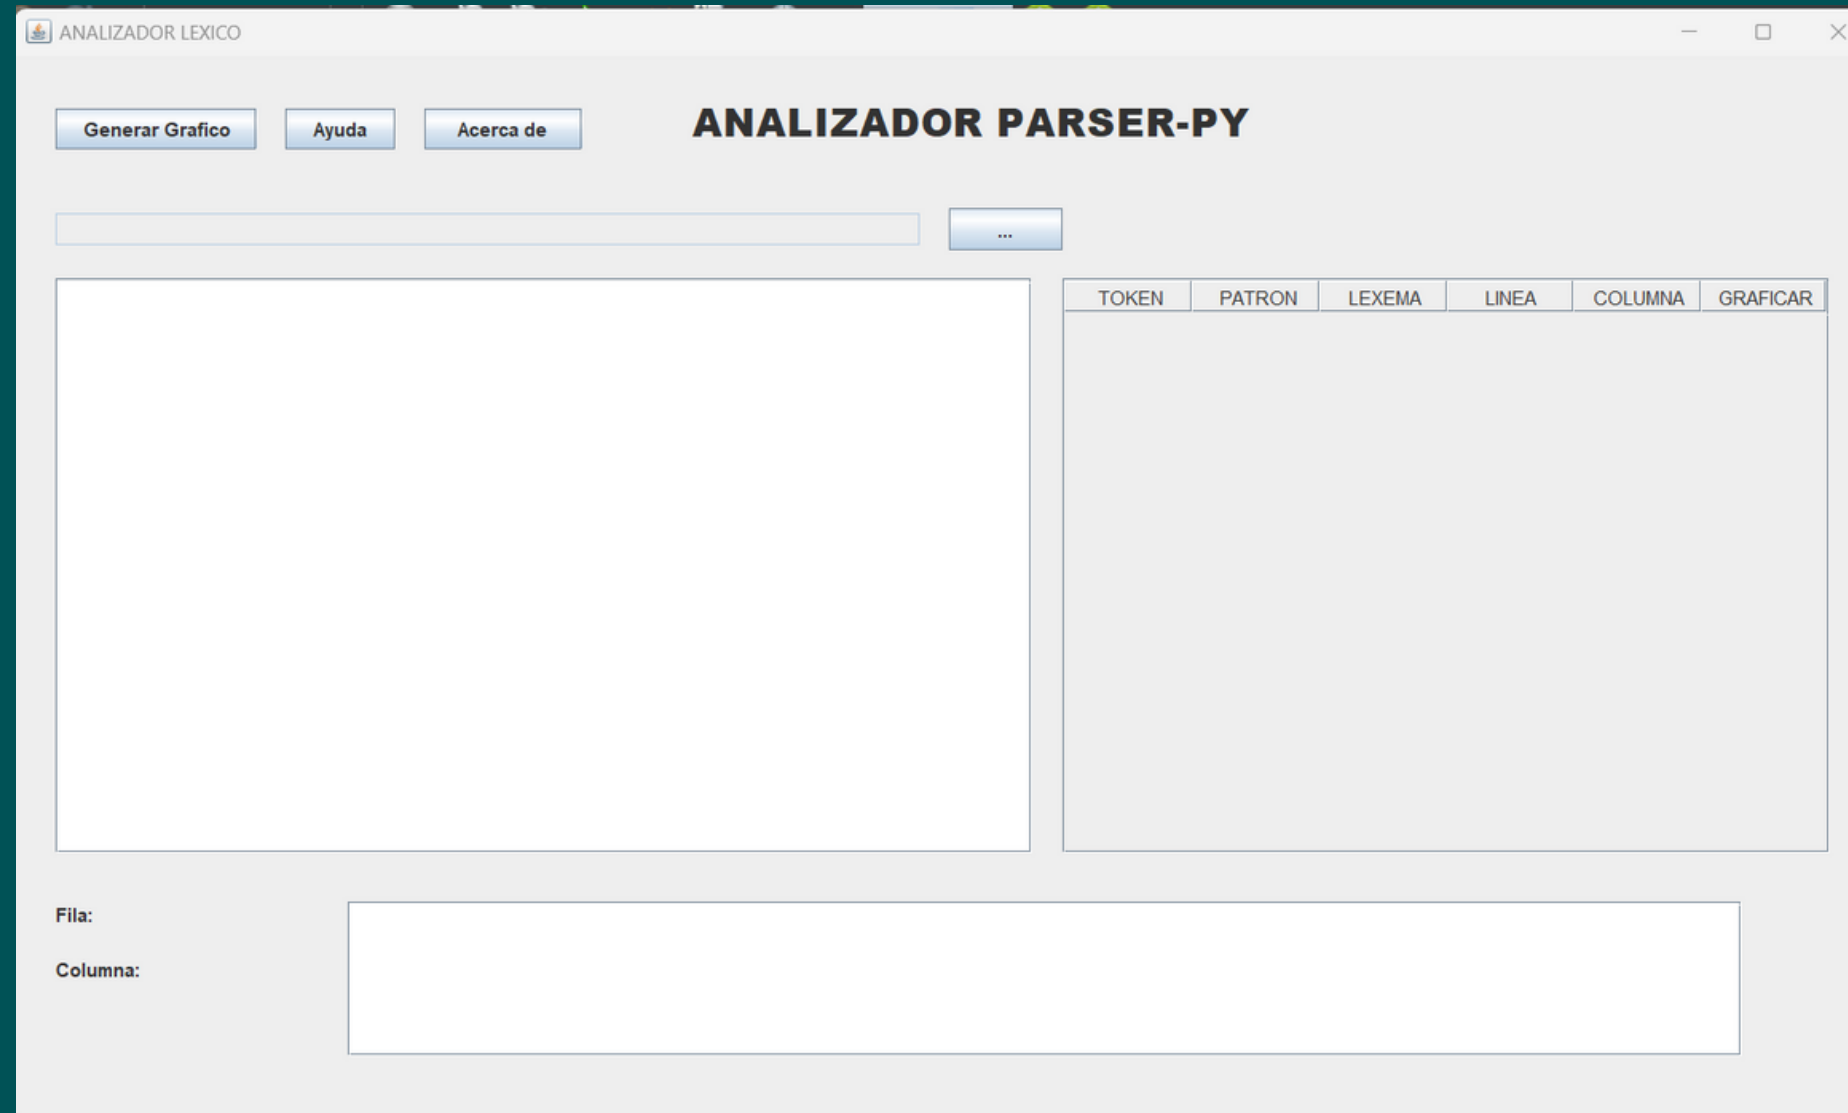 ANALIZADOR LEXICO
Generar Grafico Ayuda Acerca de ANALIZADOR PARSER-PY
...
TOKEN PATRON LEXEMA LINEA COLUMNA GRAFICAR
Fila:
Columna: